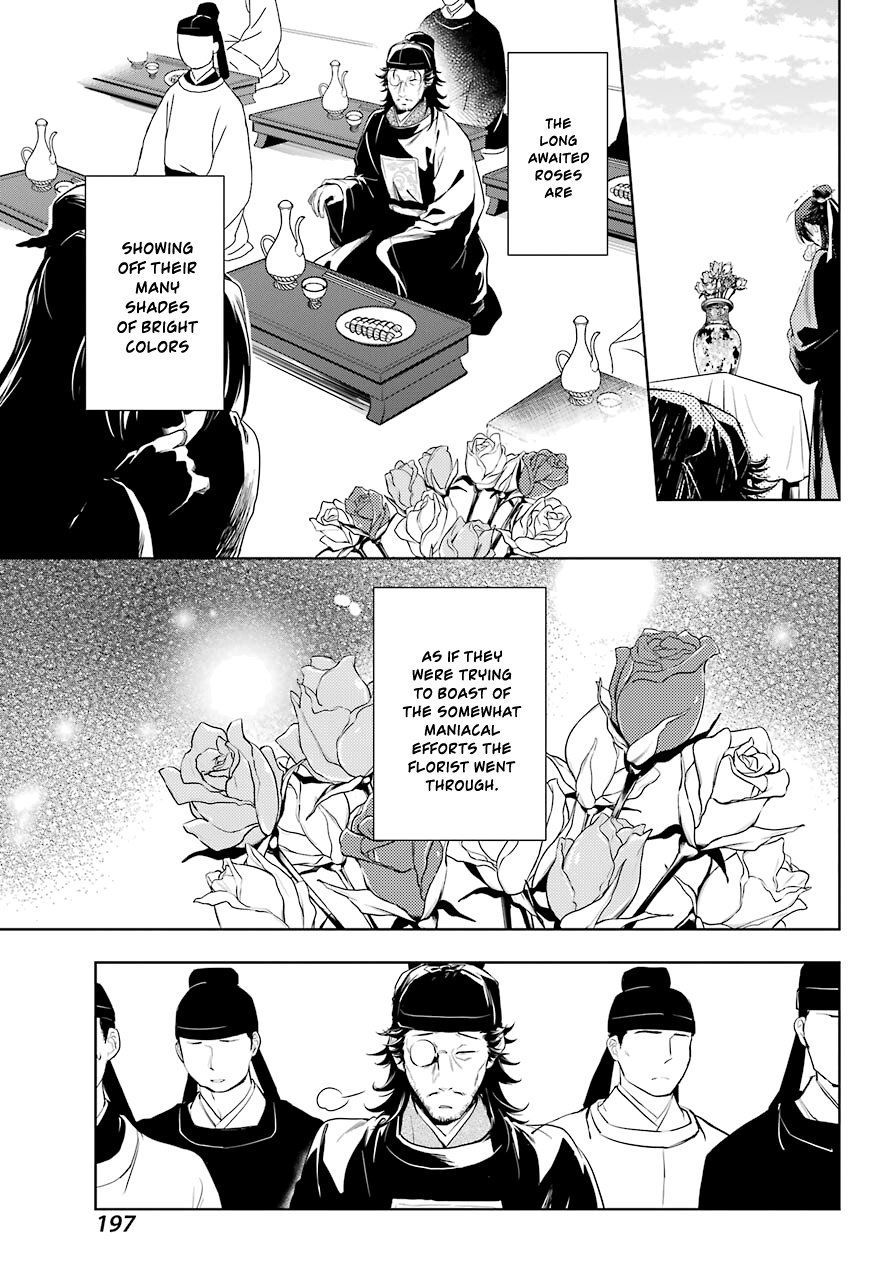 THE
LONG
AWAITED
ROSES
ARE
SHOWING
OFF THEIR
MANY
SHADES
OF BRIGHT
COLORS
AS IF THEY
WERE TRYING
TO BOAST OF
THE SOMEWHAT
MANIACAL
EFFORTS THE
FLORIST WENT
THROUGH.
197